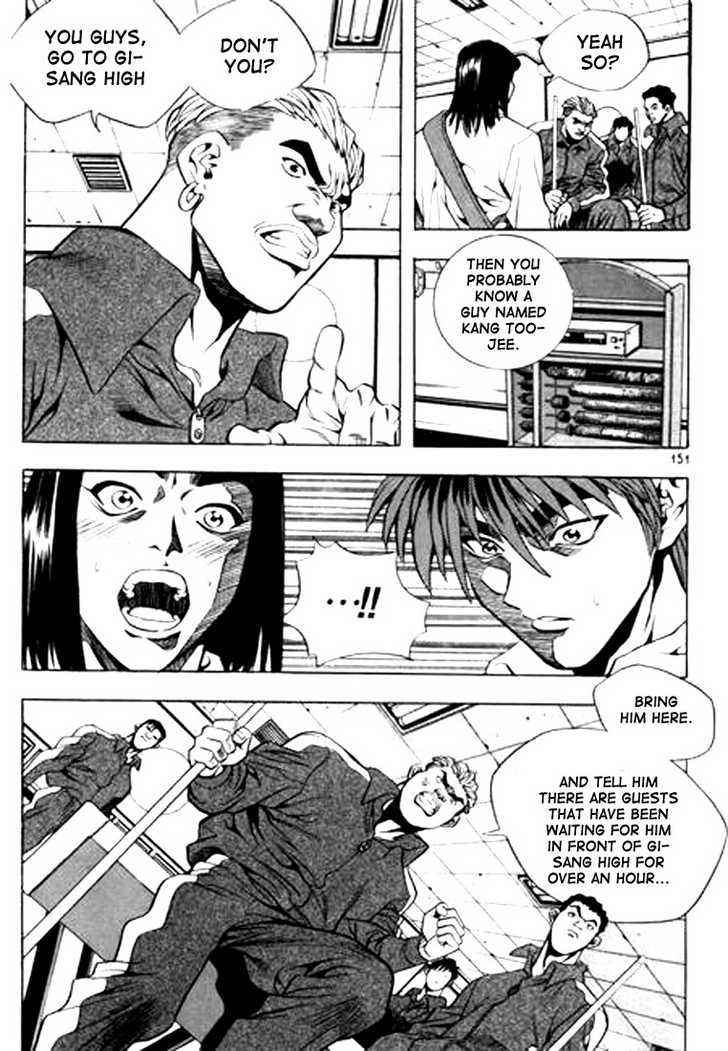 YOU GUYS,
GO TO GI-
SANG HIGH
DON'T
YOU?
YEAH
SO?
THEN YOU
PROBABLY
KNOW A
GUY NAMED
KANG TOO-
JEE.
151
...!!
BRING
HIM HERE.
AND TELL HIM
THERE ARE GUESTS
THAT HAVE BEEN
WAITING FOR HIM
IN FRONT OF GI-
SANG HIGH FOR
OVER AN HOUR...